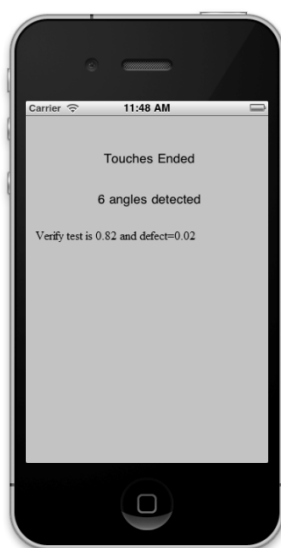 Carrier 11:48 AM
Touches Ended
6 angles detected
Verify test is 0.82 and defect=0.02